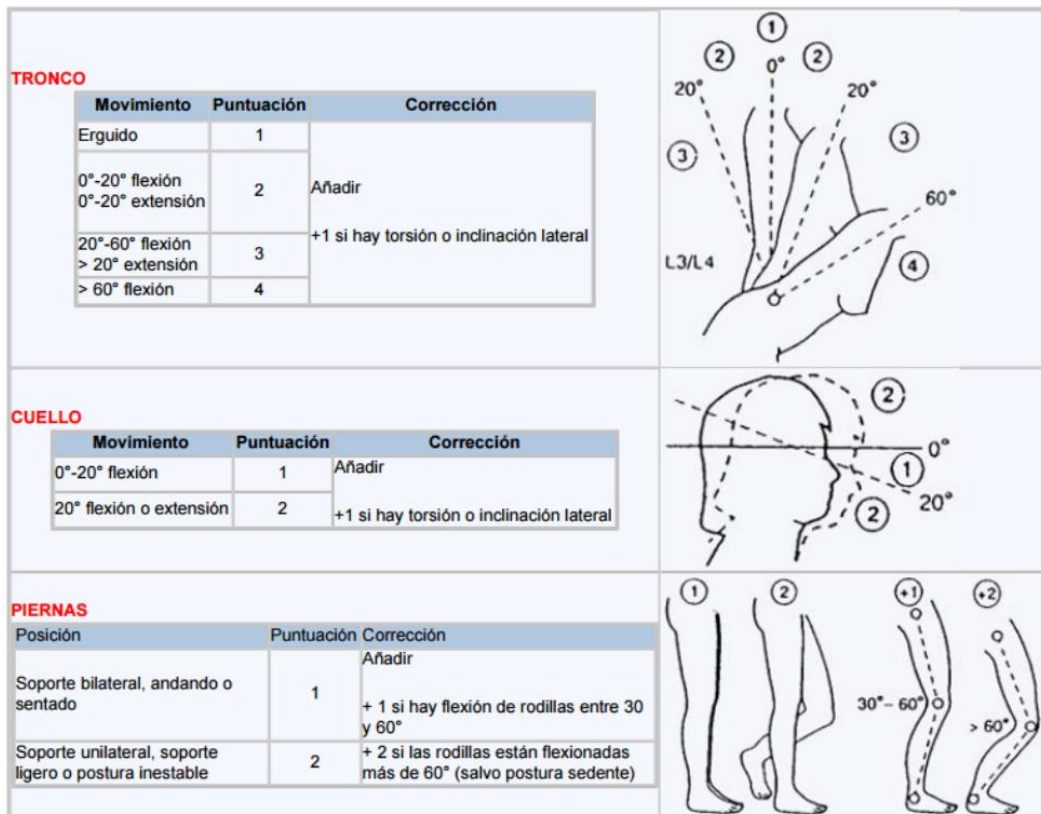 TRONCO
Movimiento Puntuación Corrección
Erguido 1
0°-20° flexión
0°-20° extensión 2
Añadir
+1 si hay torsión o inclinación lateral
20°-60° flexión
> 20° extensión 3
> 60° flexión 4
1
2 2
0°
20° 20°
3 3
60°
L3/L4
4
CUELLO
Movimiento Puntuación Corrección
0°-20° flexión 1
20° flexión o extensión 2
Añadir
+1 si hay torsión o inclinación lateral
2
0°
1
20°
2
PIERNAS
Posición Puntuación Corrección
Soporte bilateral, andando o
sentado 1
Añadir
+ 1 si hay flexión de rodillas entre 30
y 60°
Soporte unilateral, soporte
ligero o postura inestable 2
+ 2 si las rodillas están flexionadas
más de 60° (salvo postura sedente)
1 2 +1 +2
30°– 60°
> 60°